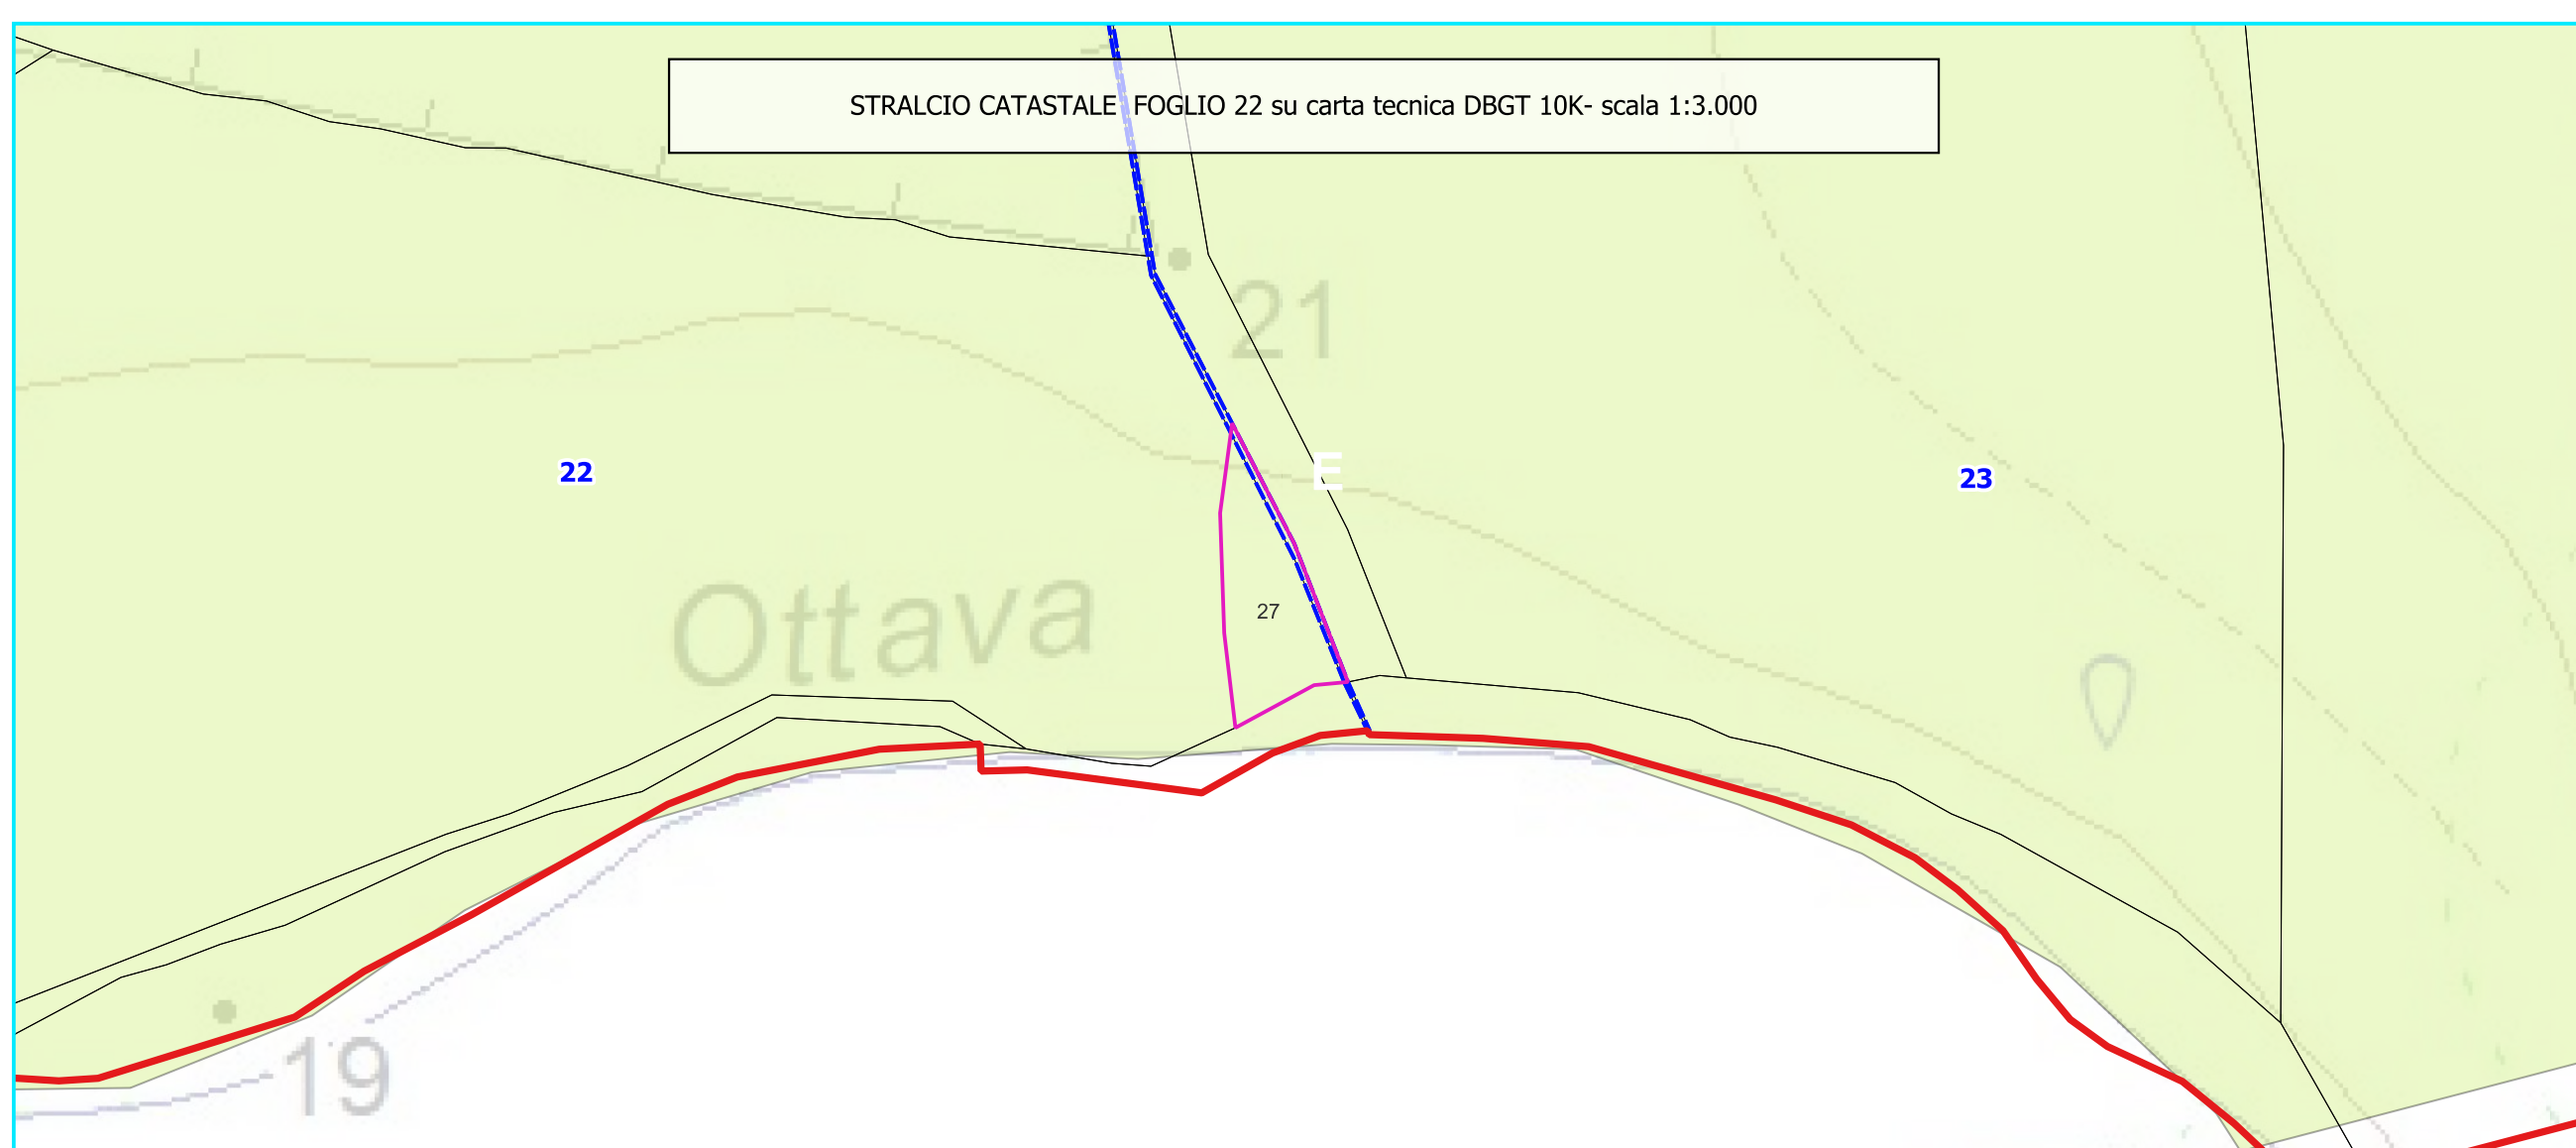 STRALCIO CATASTALE FOGLIO 22 su carta tecnica DBGT 10K- scala 1:3.000
21
22
E
23
Ottava
27
19